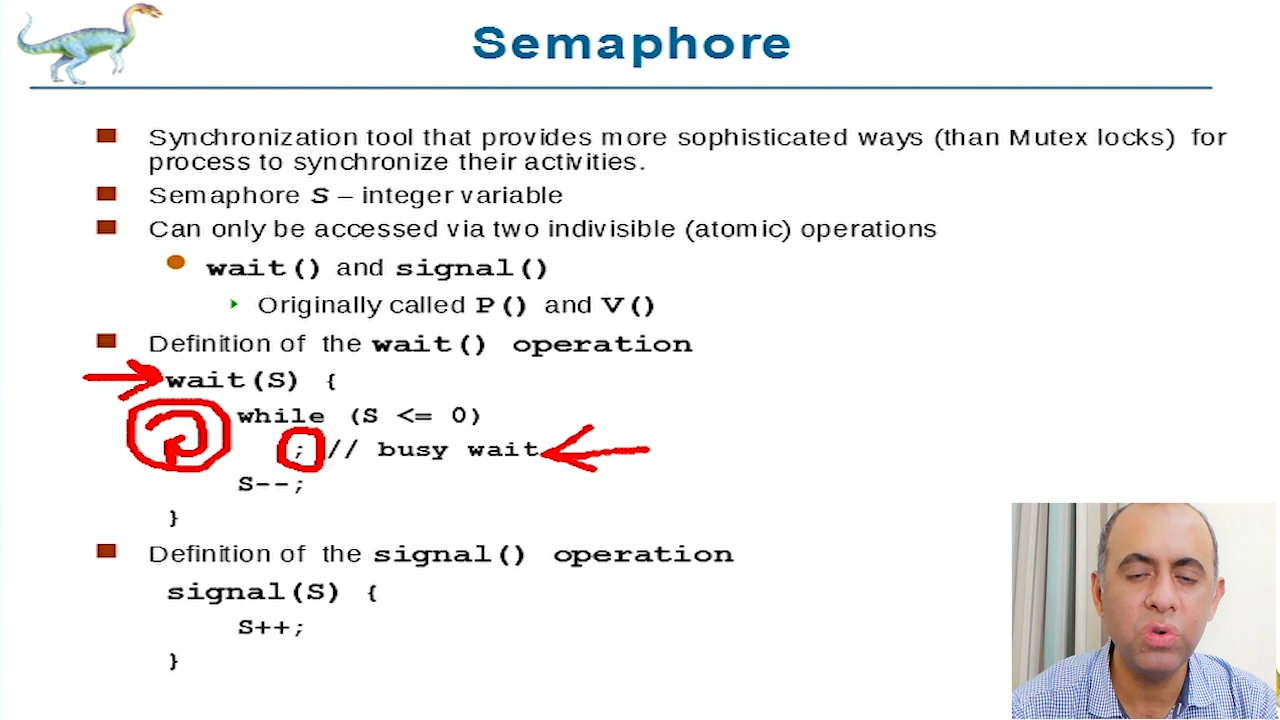 Semaphore
Synchronization tool that provides more sophisticated ways (than Mutex locks) for
process to synchronize their activities.
Semaphore S – integer variable
Can only be accessed via two indivisible (atomic) operations
wait() and signal()
Originally called P() and V()
Definition of the wait() operation
wait(S) {
while (S <= 0)
; // busy wait
S--;
}
Definition of the signal() operation
signal(S) {
S++;
}